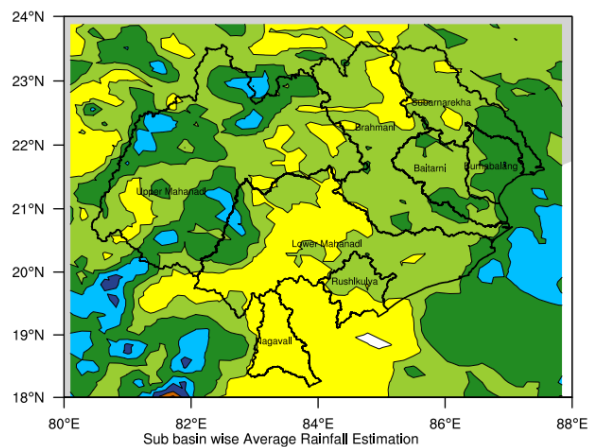 24°N
23°N
Subarnarekha
Brahmani
22°N
Baitarni
Burhabalang
Upper Mahanadi
21°N
Lower Mahanadi
20°N
Rushikulya
19°N
Nagavali
18°N
80°E 82°E 84°E 86°E 88°E
Sub basin wise Average Rainfall Estimation